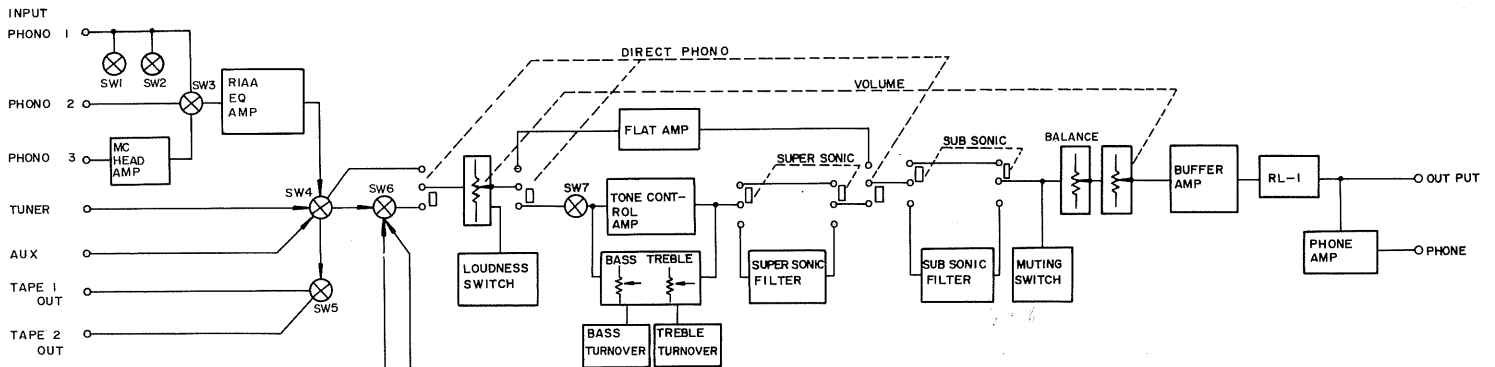 INPUT
PHONO 1
SW1
SW2
SW3
RIAA
EQ
AMP
PHONO 2
PHONO 3
MC
HEAD
AMP
TUNER
SW4
SW6
AUX
TAPE 1
OUT
SW5
TAPE 2
OUT
DIRECT PHONO
VOLUME
FLAT AMP
LOUDNESS
SWITCH
SW7
TONE CONT-
ROL
AMP
BASS TREBLE
BASS
TURNOVER
TREBLE
TURNOVER
SUPER SONIC
SUPER SONIC
FILTER
SUB SONIC
SUB SONIC
FILTER
MUTING
SWITCH
BALANCE
BUFFER
AMP
RL-1
OUT PUT
PHONE
AMP
PHONE